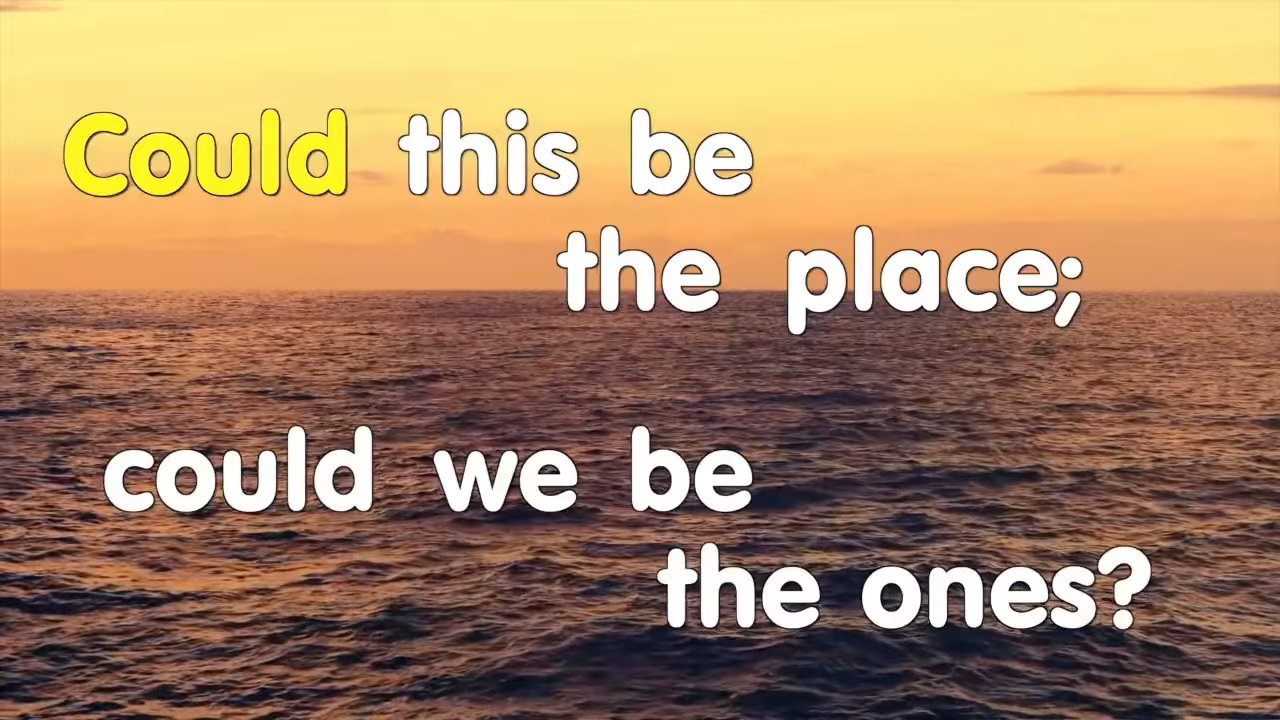 Could this be
the place;
could we be
the ones?